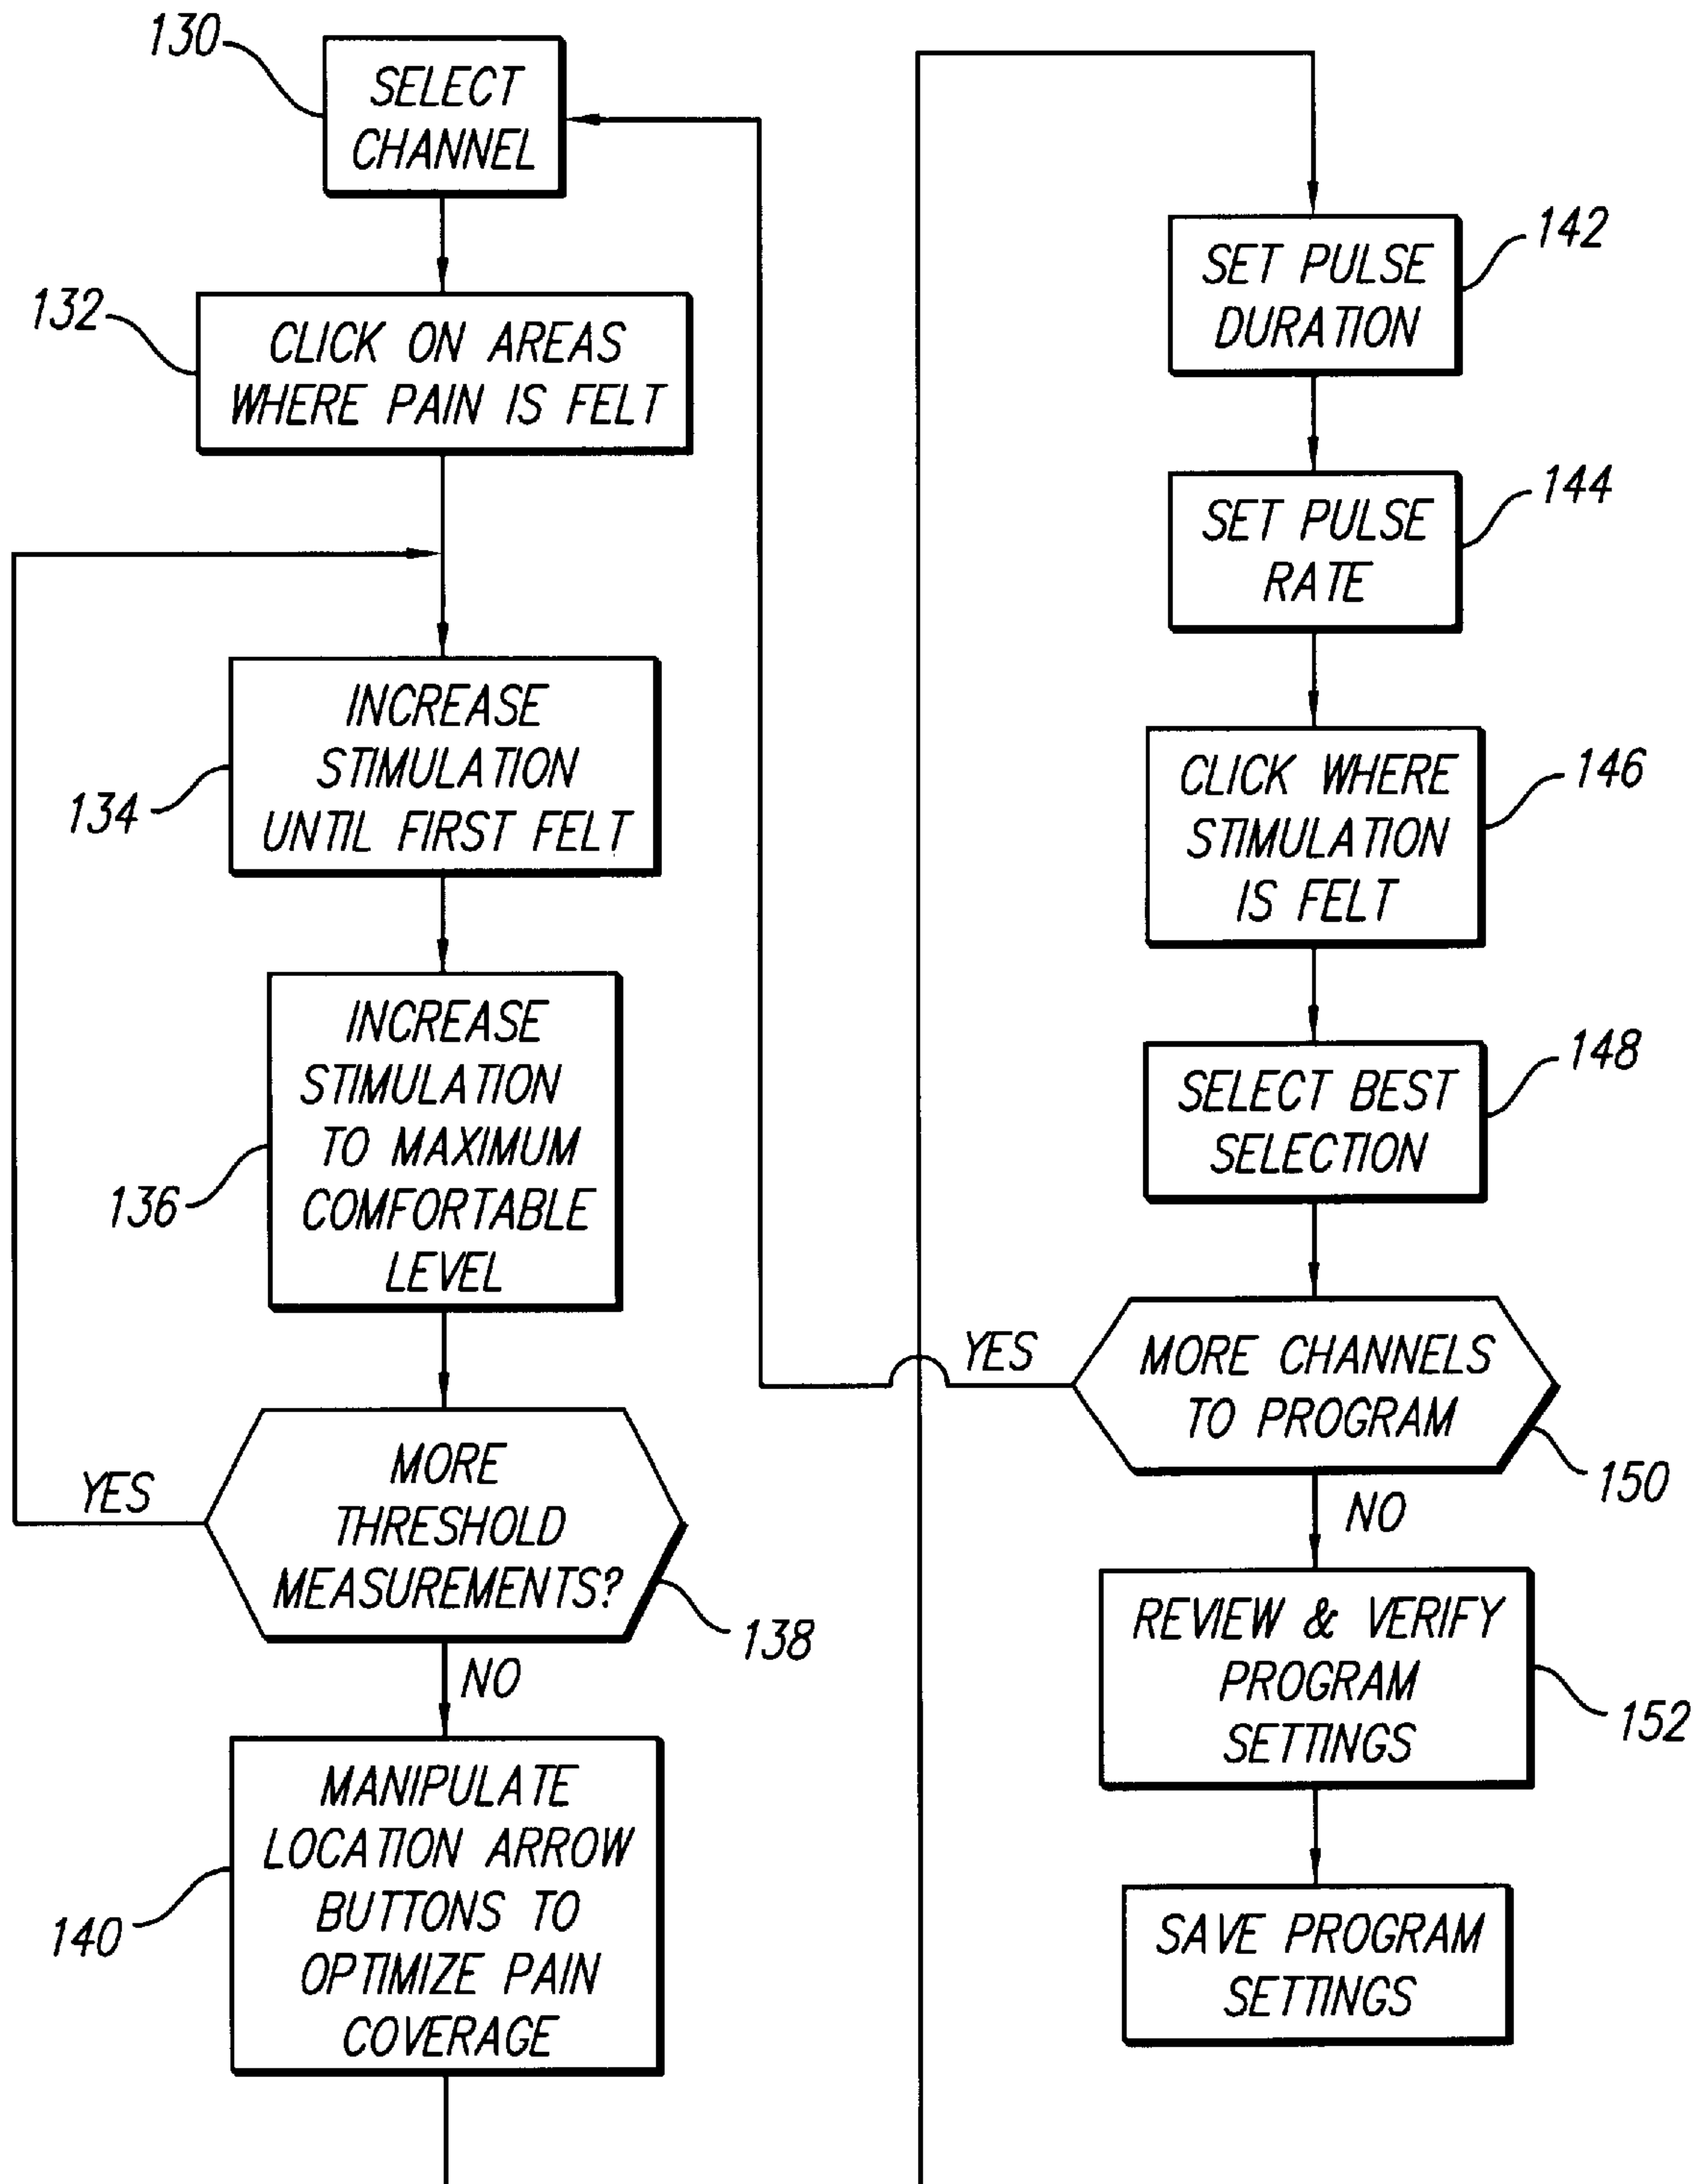 130
SELECT
CHANNEL
132
CLICK ON AREAS
WHERE PAIN IS FELT
134
INCREASE
STIMULATION
UNTIL FIRST FELT
136
INCREASE
STIMULATION
TO MAXIMUM
COMFORTABLE
LEVEL
YES
MORE
THRESHOLD
MEASUREMENTS?
138
NO
140
MANIPULATE
LOCATION ARROW
BUTTONS TO
OPTIMIZE PAIN
COVERAGE
SET PULSE
DURATION
142
SET PULSE
RATE
144
CLICK WHERE
STIMULATION
IS FELT
146
SELECT BEST
SELECTION
148
YES
MORE CHANNELS
TO PROGRAM
150
NO
REVIEW & VERIFY
PROGRAM
SETTINGS
152
SAVE PROGRAM
SETTINGS